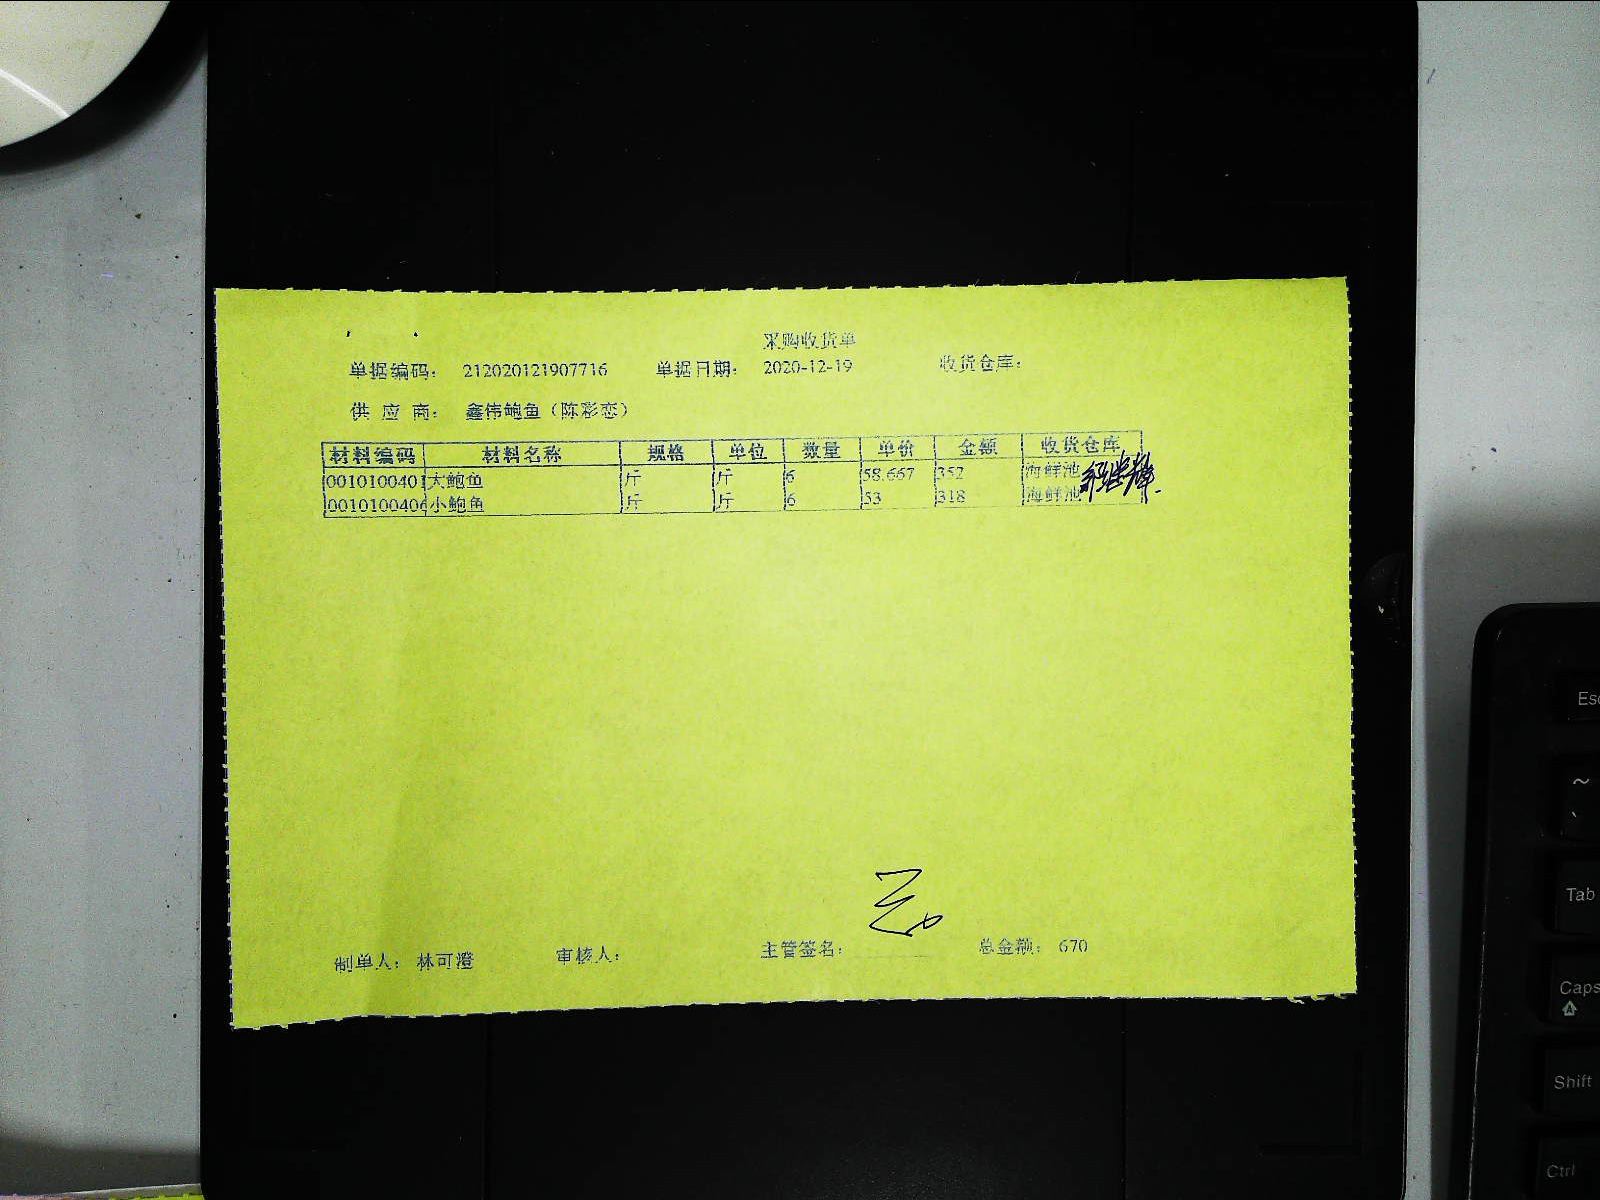 采购收货单
单据编码： 212020121907716 单据日期： 2020-12-19 收货仓库：
供 应 商： 鑫伟鲍鱼（陈彩恋）
材料编码 材料名称 规格 单位 数量 单价 金额 收货仓库
0010100401 大鲍鱼 斤 斤 6 58.667 352 海鲜池
0010100406 小鲍鱼 斤 斤 6 53 318 海鲜池
制单人： 林可澄 审核人： 主管签名： 总金额： 670
Esc
~
Tab
Caps
Shift
Ctrl